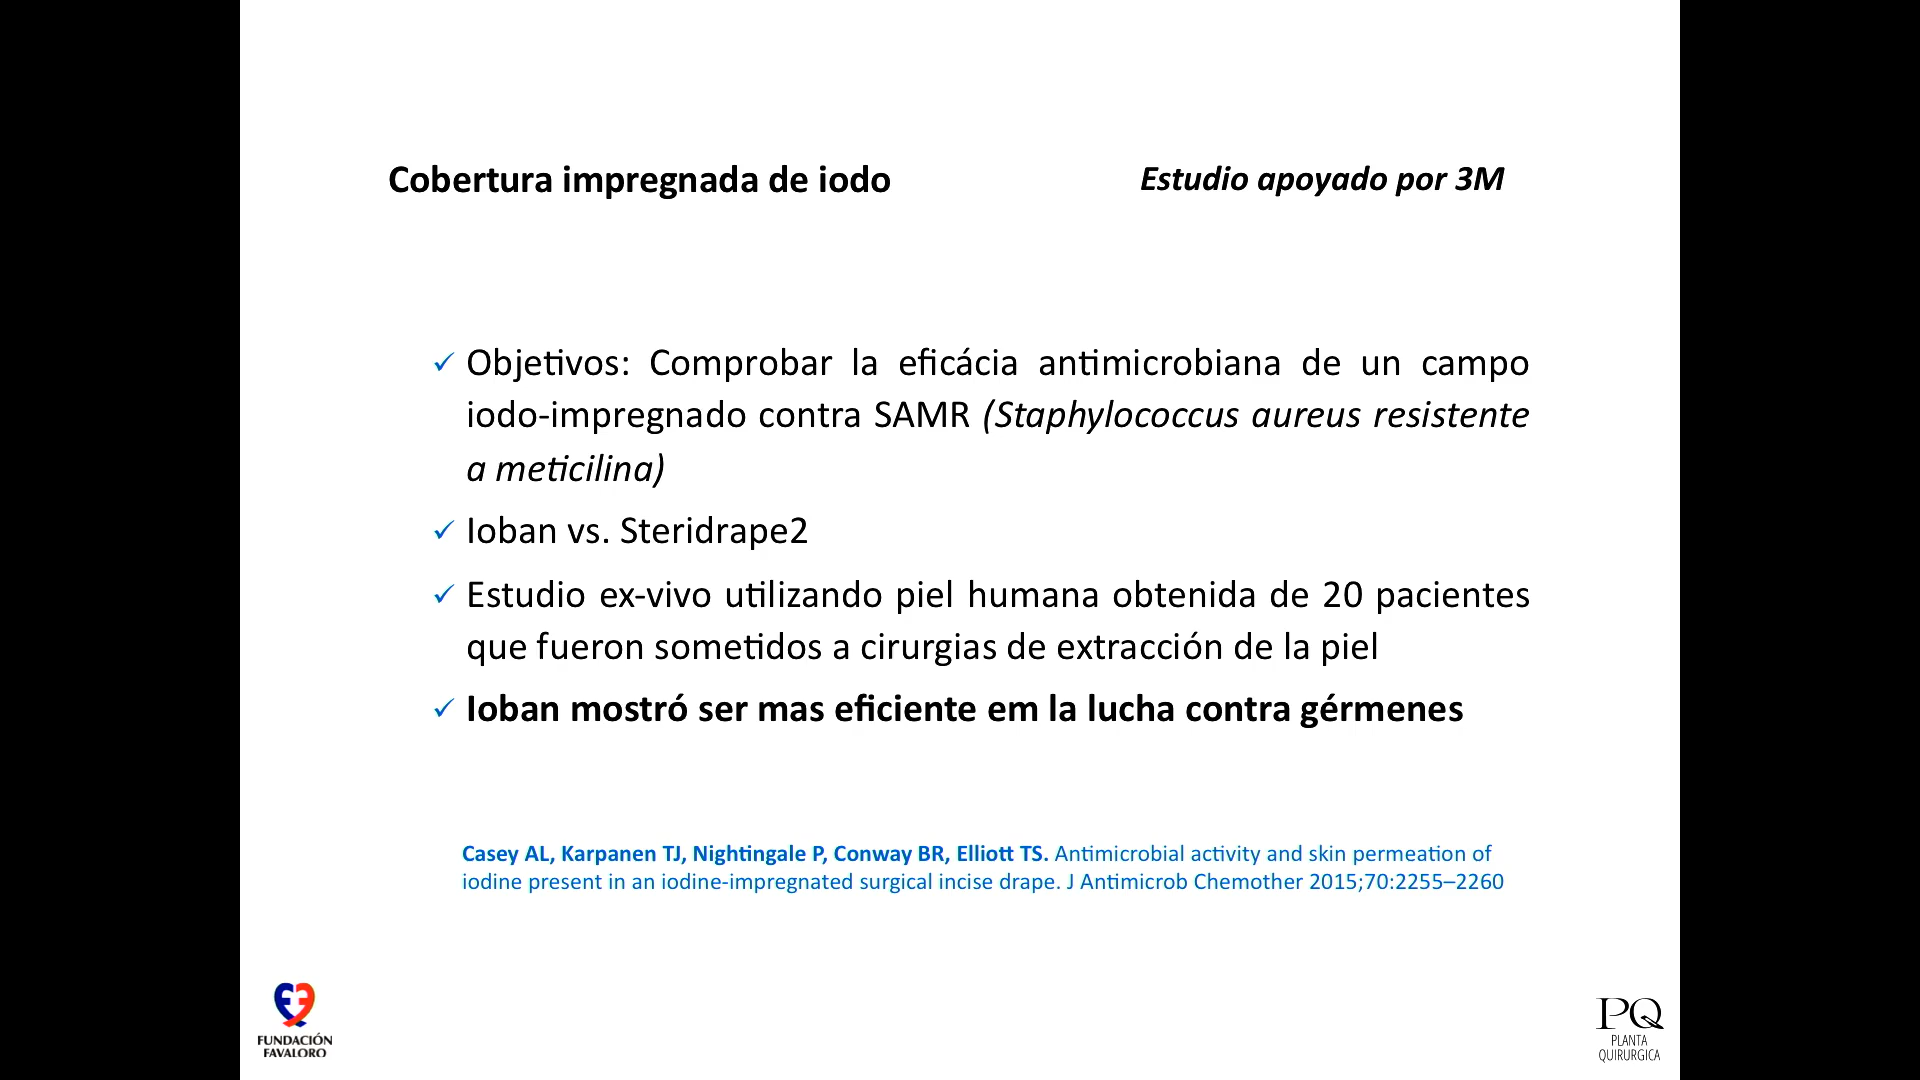 Cobertura impregnada de iodo
Estudio apoyado por 3M
✓ Objetivos: Comprobar la eficácia antimicrobiana de un campo
iodo-impregnado contra SAMR (Staphylococcus aureus resistente
a meticilina)
✓ Ioban vs. Steridrape2
✓ Estudio ex-vivo utilizando piel humana obtenida de 20 pacientes
que fueron sometidos a cirurgias de extracción de la piel
✓ Ioban mostró ser mas eficiente em la lucha contra gérmenes
Casey AL, Karpanen TJ, Nightingale P, Conway BR, Elliott TS. Antimicrobial activity and skin permeation of
iodine present in an iodine-impregnated surgical incise drape. J Antimicrob Chemother 2015;70:2255–2260
FUNDACIÓN
FAVALORO
PQ
PLANTA
QUIRURGICA